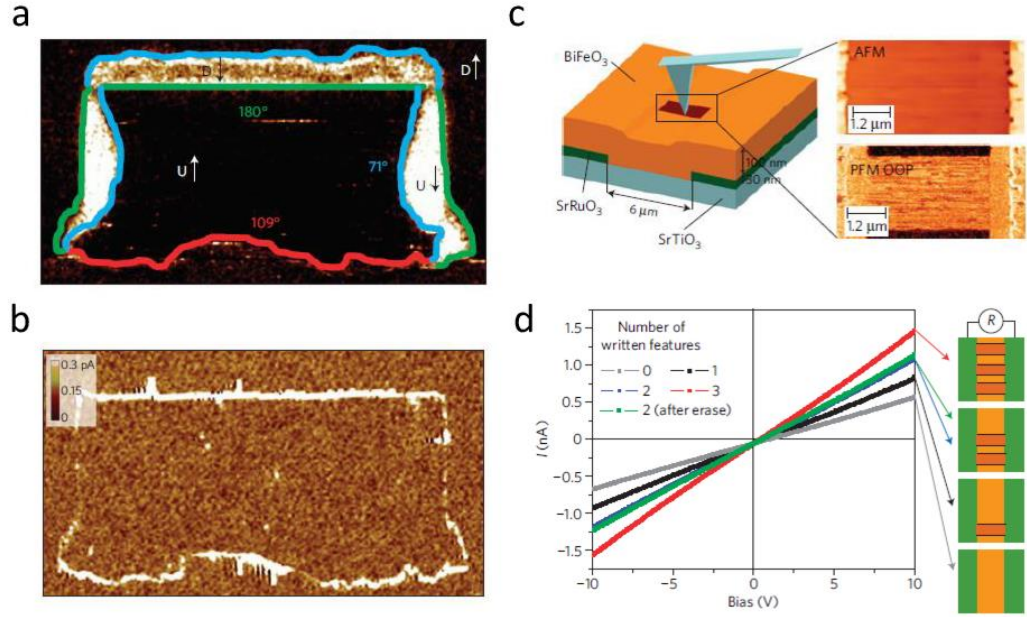 a
D
D
180°
U
71°
U
109°
b
0.3 pA
0.15
0
c
BiFeO₃
100 nm
50 nm
SrRuO₃
6 μm
SrTiO₃
AFM
1.2 μm
PFM OOP
1.2 μm
d
Number of
written features
0 1
2 3
2 (after erase)
1.5
1.0
0.5
0
−0.5
−1.0
−1.5
I (nA)
−10 −5 0 5 10
Bias (V)
R